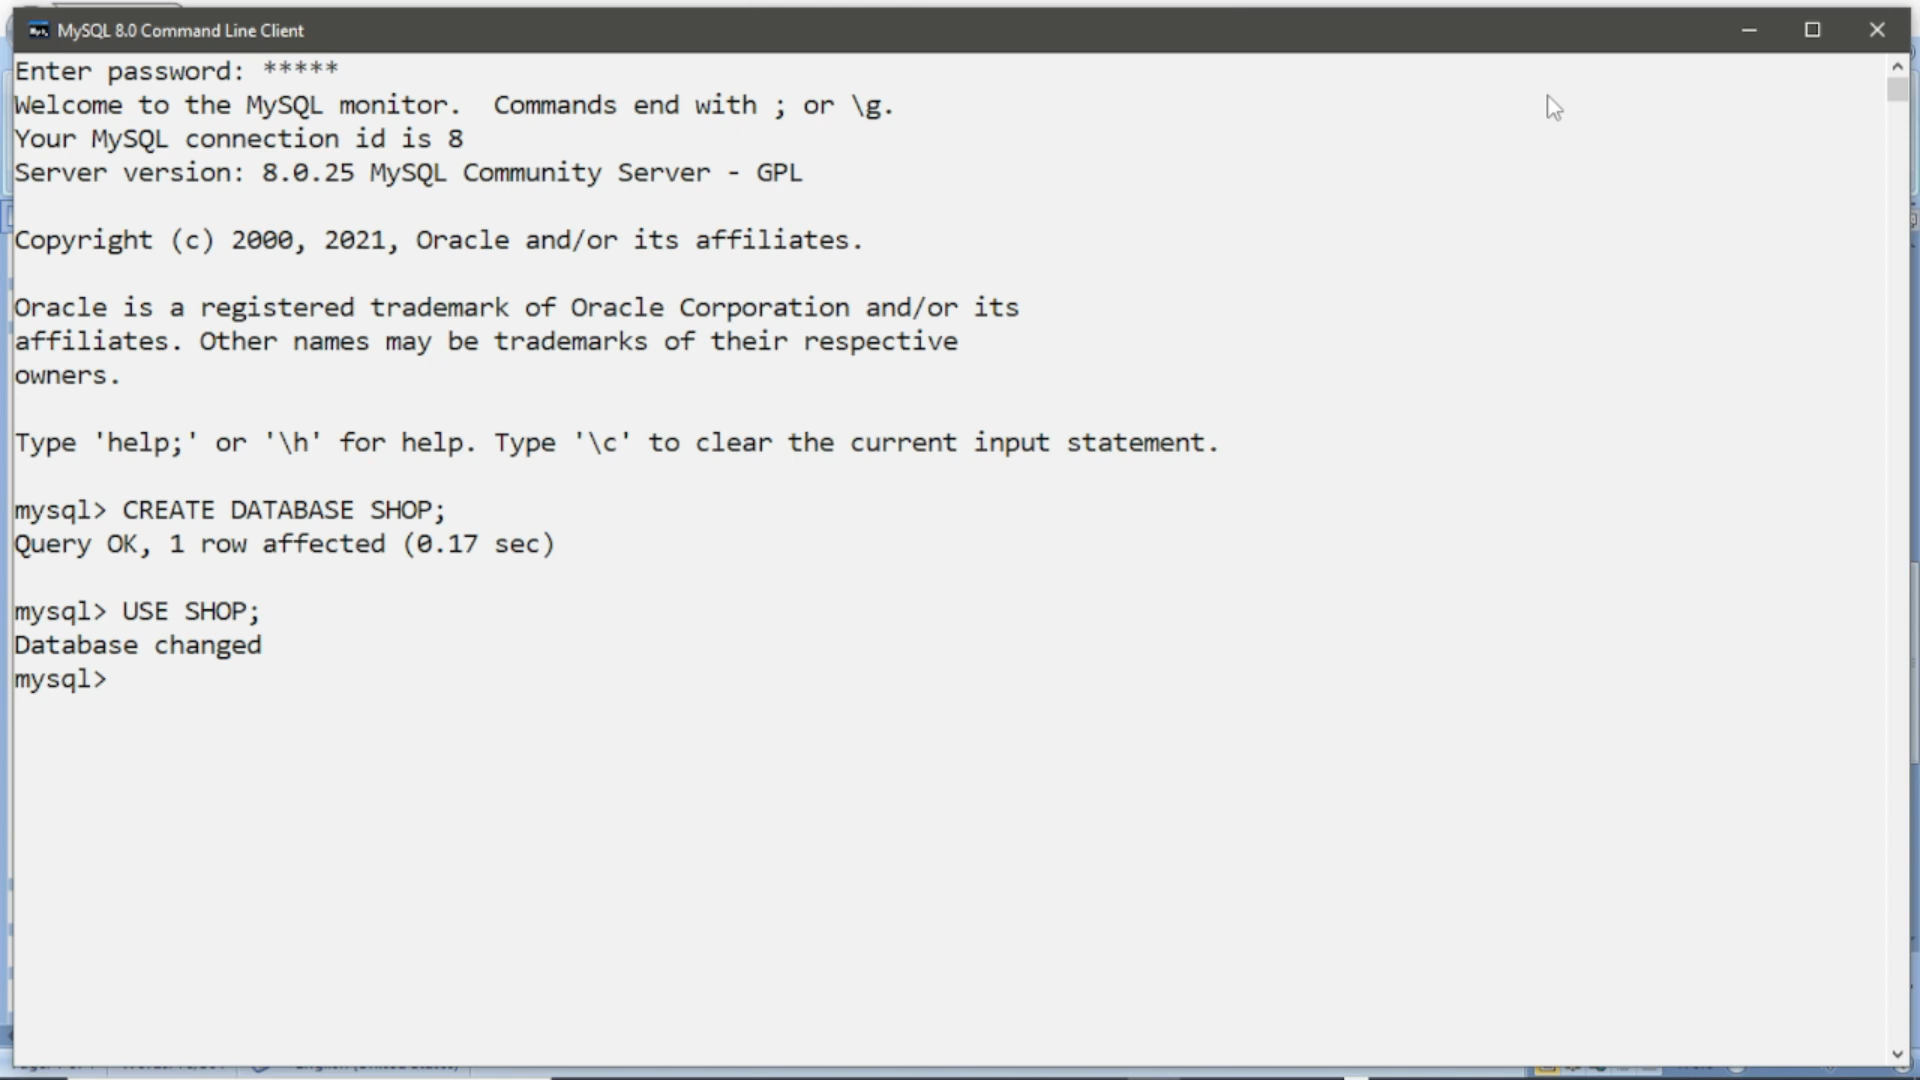 MySQL 8.0 Command Line Client
Enter password: *****
Welcome to the MySQL monitor.  Commands end with ; or \g.
Your MySQL connection id is 8
Server version: 8.0.25 MySQL Community Server - GPL
Copyright (c) 2000, 2021, Oracle and/or its affiliates.
Oracle is a registered trademark of Oracle Corporation and/or its
affiliates. Other names may be trademarks of their respective
owners.
Type 'help;' or '\h' for help. Type '\c' to clear the current input statement.
mysql> CREATE DATABASE SHOP;
Query OK, 1 row affected (0.17 sec)
mysql> USE SHOP;
Database changed
mysql>